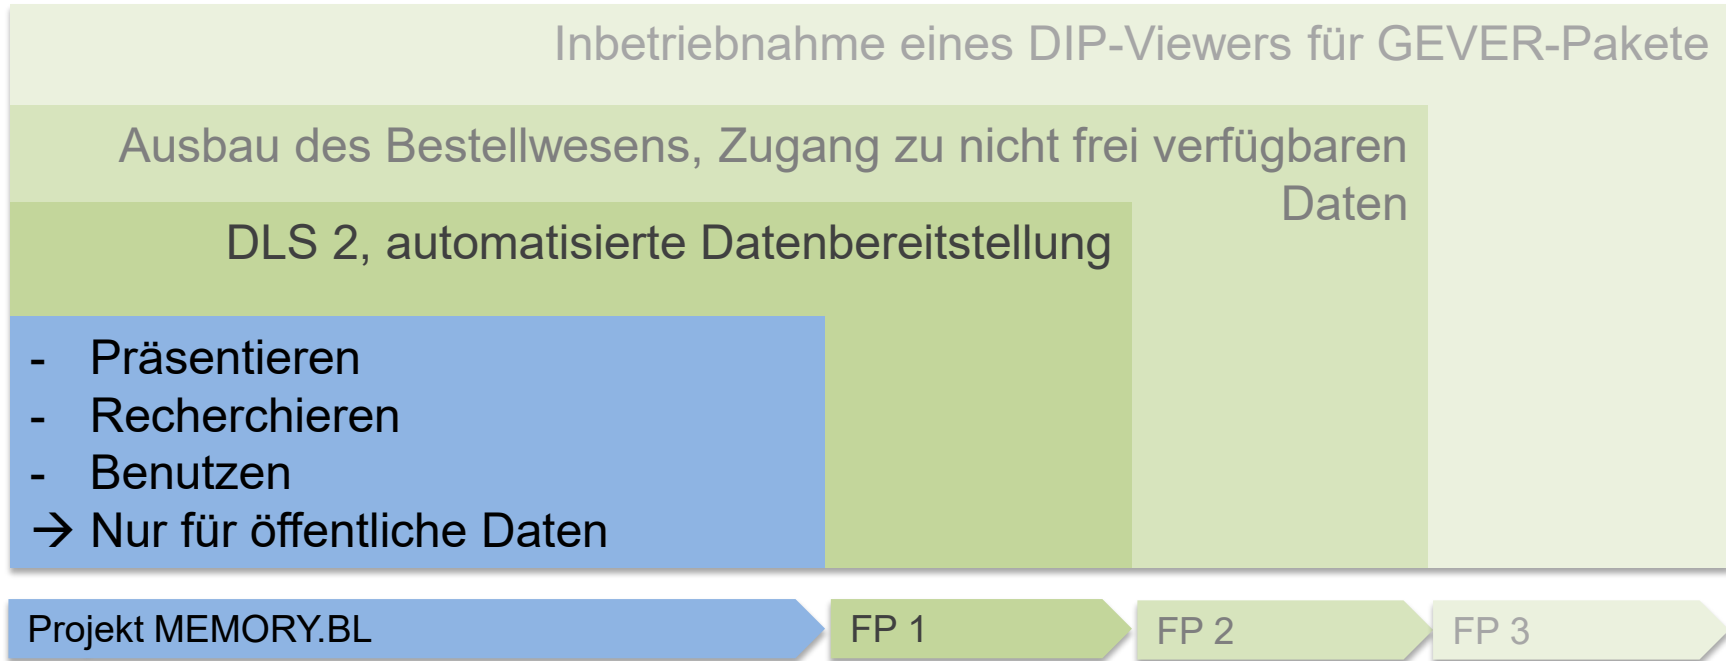 Inbetriebnahme eines DIP-Viewers für GEVER-Pakete
Ausbau des Bestellwesens, Zugang zu nicht frei verfügbaren
Daten
DLS 2, automatisierte Datenbereitstellung
- Präsentieren
- Recherchieren
- Benutzen
→ Nur für öffentliche Daten
Projekt MEMORY.BL
FP 1
FP 2
FP 3